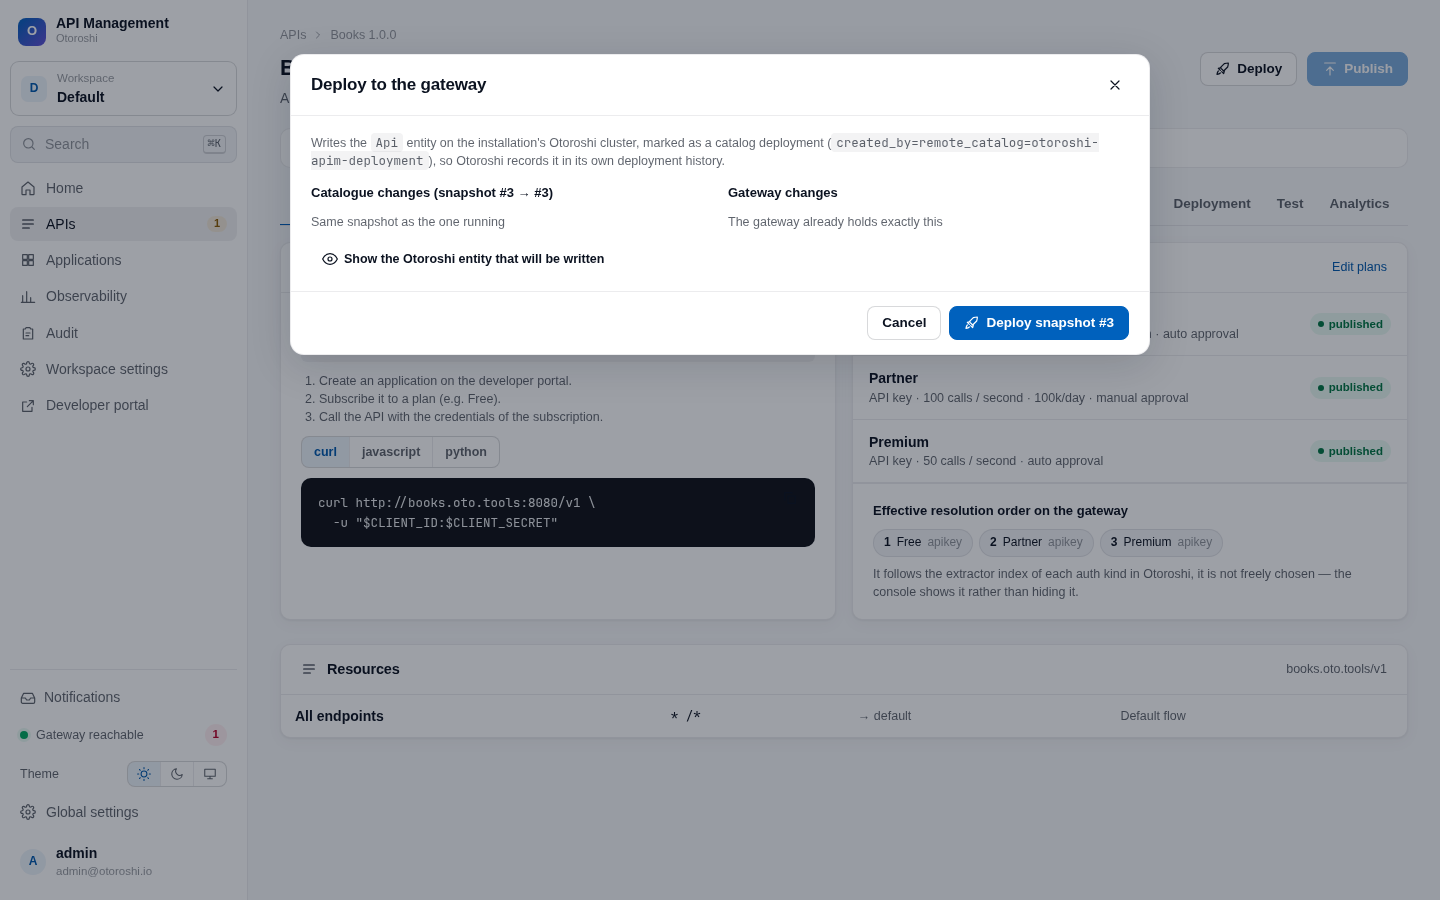 API Management
Otoroshi
D
Workspace
Default
Search
⌘K
Home
APIs
1
Applications
Observability
Audit
Workspace settings
Developer portal
Notifications
Gateway reachable
1
Theme
Global settings
A
admin
admin@otoroshi.io
APIs
Books 1.0.0
Deploy
Publish
Deploy to the gateway
Writes the Api entity on the installation's Otoroshi cluster, marked as a catalog deployment (created_by=remote_catalog=otoroshi-
apim-deployment), so Otoroshi records it in its own deployment history.
Catalogue changes (snapshot #3 → #3)
Gateway changes
Same snapshot as the one running
The gateway already holds exactly this
Show the Otoroshi entity that will be written
Cancel
Deploy snapshot #3
Deployment
Test
Analytics
1. Create an application on the developer portal.
2. Subscribe it to a plan (e.g. Free).
3. Call the API with the credentials of the subscription.
curl
javascript
python
curl http://books.oto.tools:8080/v1 \
-u "$CLIENT_ID:$CLIENT_SECRET"
Edit plans
· auto approval
published
Partner
API key · 100 calls / second · 100k/day · manual approval
published
Premium
API key · 50 calls / second · auto approval
published
Effective resolution order on the gateway
1 Free apikey
2 Partner apikey
3 Premium apikey
It follows the extractor index of each auth kind in Otoroshi, it is not freely chosen — the
console shows it rather than hiding it.
Resources
books.oto.tools/v1
All endpoints
* /*
→ default
Default flow